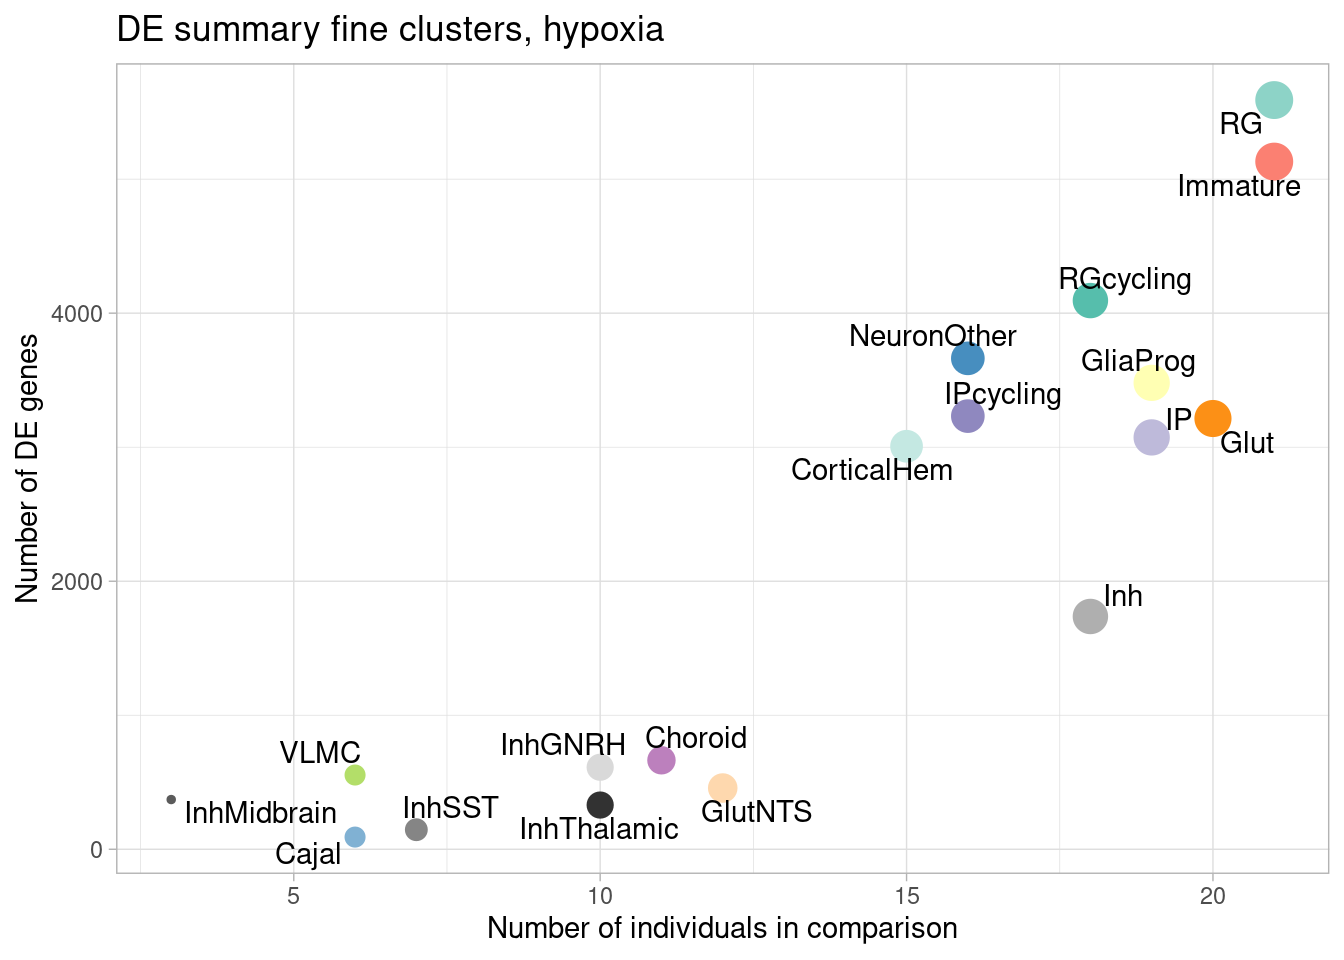 DE summary fine clusters, hypoxia
RG
Immature
RGcycling
4000
NeuronOther
GliaProg
IPcycling
IP
Glut
CorticalHem
Number of DE genes
2000
Inh
Choroid
InhGNRH
VLMC
InhSST
InhMidbrain
GlutNTS
InhThalamic
Cajal
0
5
10
15
20
Number of individuals in comparison